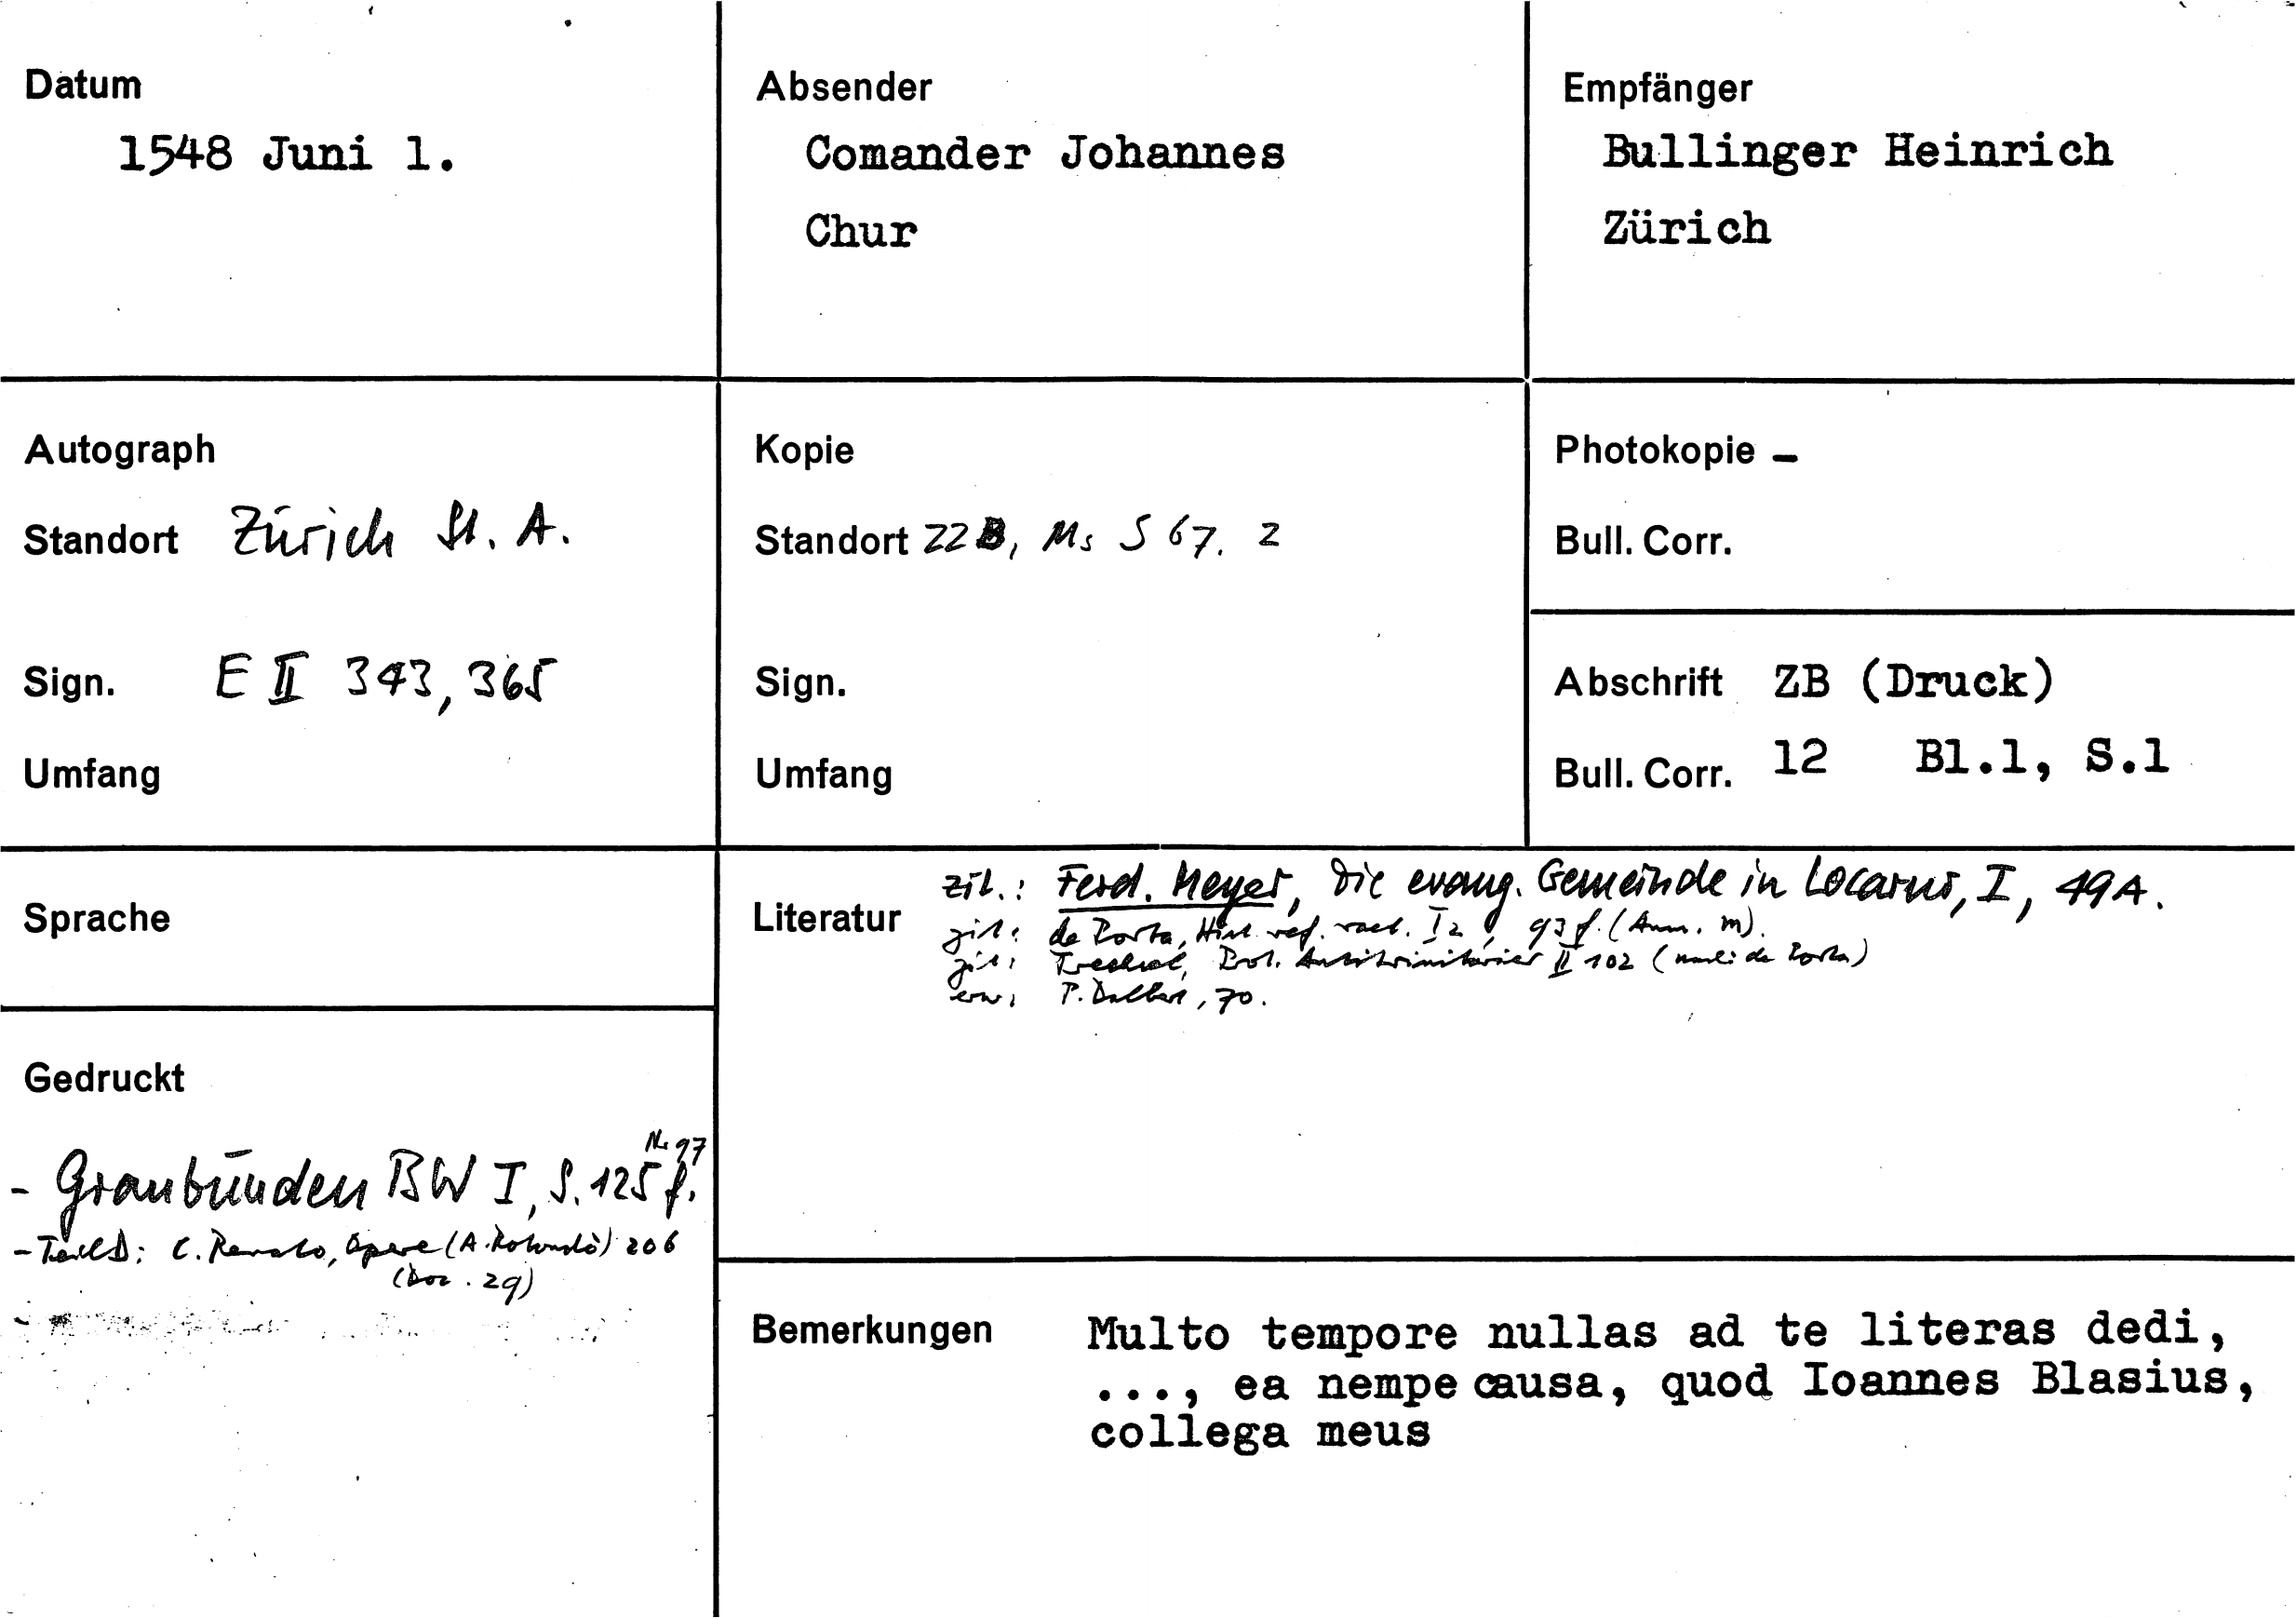 Datum
1548 Juni 1.
Absender
Comander Johannes
Chur
Empfänger
Bullinger Heinrich
Zürich
Autograph
Standort Zürich St. A.
Sign. E II 343, 365
Umfang
Kopie
Standort ZZB, Ms S 67. 2
Sign.
Umfang
Photokopie –
Bull. Corr.
Abschrift ZB (Druck)
Bull. Corr. 12 Bl.1, S.1
Sprache
Gedruckt
Nr 97
- Graubünden BW I, S. 125 f.
- Teild: C. Renato, Opere (A. Rotondò) 206
(Doc. 29)
Literatur
zit.: Ferd. Meyer, Die evang. Gemeinde in Locarno, I, 49 A.
zit: de Porta, Hist. ref. raet. I 2, 93 f. (Anm. m).
zit: Trechsel, Prot. Antitrinitarier II 102 (nach: de Porta)
erw: P. Dalbert, 70.
Bemerkungen
Multo tempore nullas ad te literas dedi,
..., ea nempe causa, quod Ioannes Blasius,
collega meus